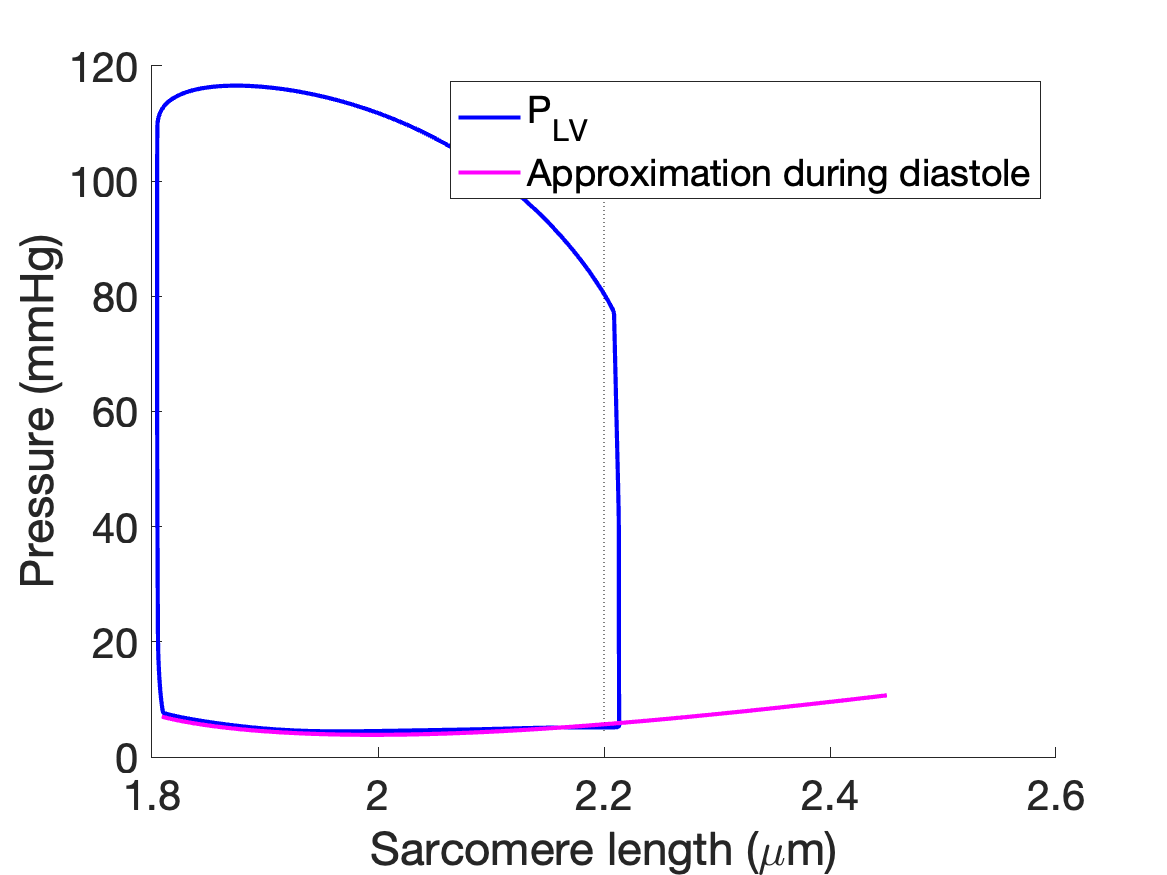 120
100
80
60
40
20
0
1.8 2 2.2 2.4 2.6
Pressure (mmHg)
Sarcomere length (μm)
P_LV
Approximation during diastole